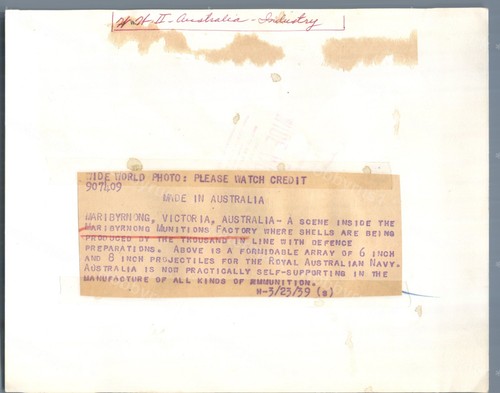 WW II - Australia - Industry
WIDE WORLD PHOTO: PLEASE WATCH CREDIT
907409
MADE IN AUSTRALIA
MARIBYRNONG, VICTORIA, AUSTRALIA- A SCENE INSIDE THE
MARIBYRNONG MUNITIONS FACTORY WHERE SHELLS ARE BEING
PRODUCED BY THE THOUSAND IN LINE WITH DEFENCE
PREPARATIONS. ABOVE IS A FORMIDABLE ARRAY OF 6 INCH
AND 8 INCH PROJECTILES FOR THE ROYAL AUSTRALIAN NAVY.
AUSTRALIA IS NOW PRACTICALLY SELF-SUPPORTING IN THE
MANUFACTURE OF ALL KINDS OF AMMUNITION.
H-3/23/39 (S)